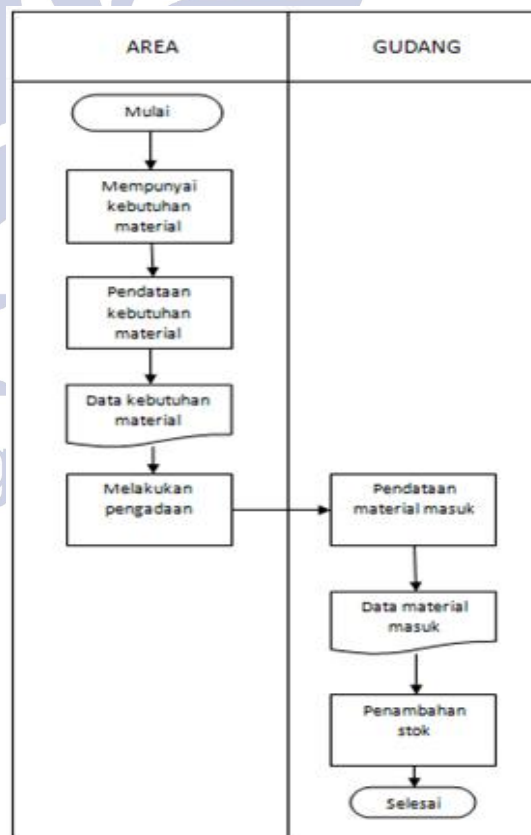 AREA
GUDANG
Mulai
Mempunyai
kebutuhan
material
Pendataan
kebutuhan
material
Data kebutuhan
material
Melakukan
pengadaan
Pendataan
material masuk
Data material
masuk
Penambahan
stok
Selesai